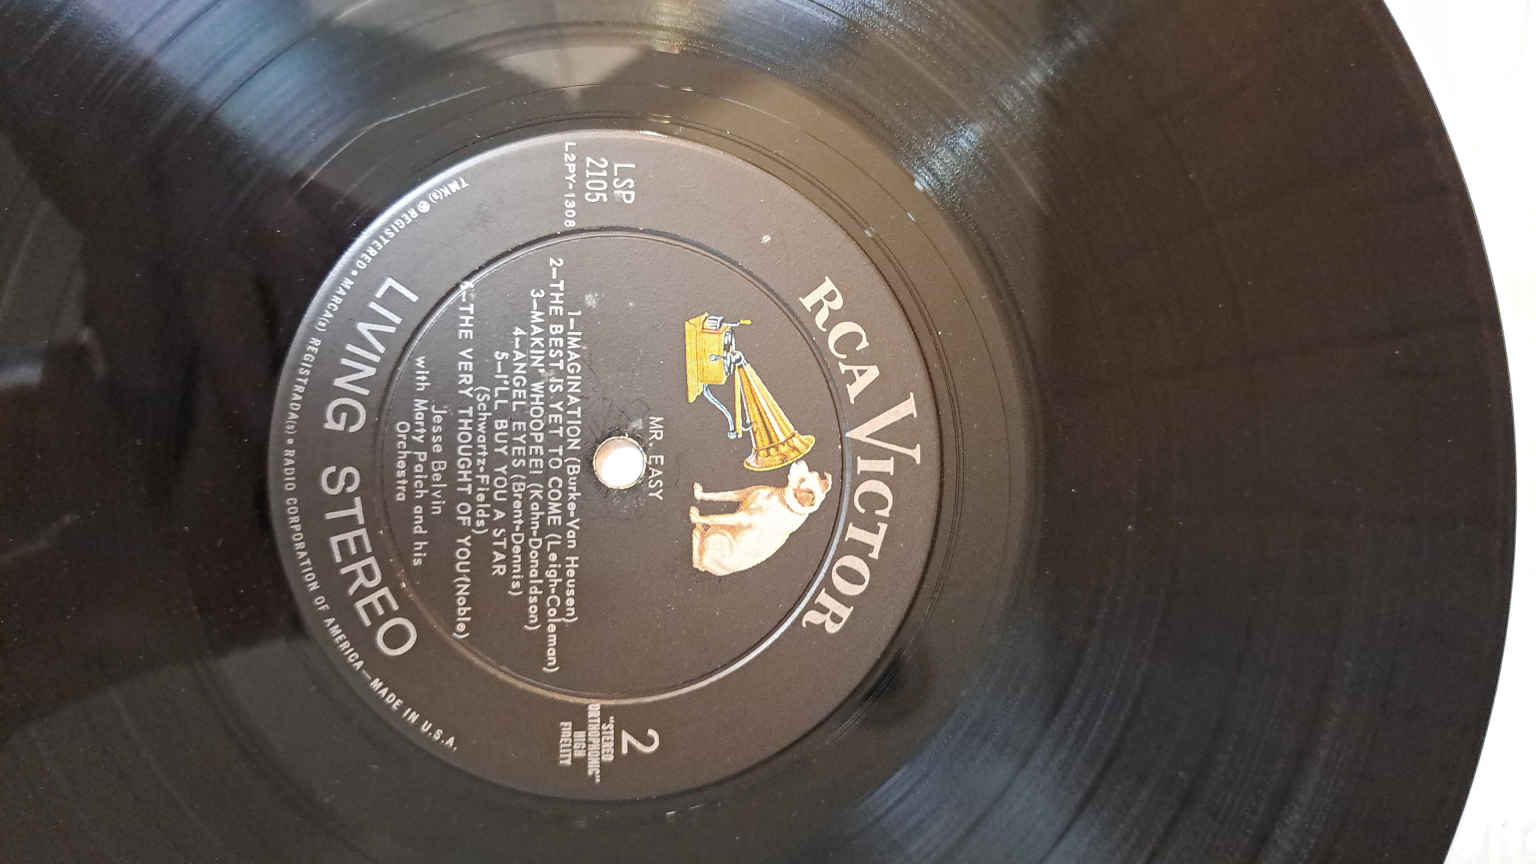 RCA VICTOR
LSP
2105
L2PY-1308
MR. EASY
2
"STEREO
ORTHOPHONIC"
HIGH
FIDELITY
1—IMAGINATION (Burke-Van Heusen)
2—THE BEST IS YET TO COME (Leigh-Coleman)
3—MAKIN' WHOOPEE! (Kahn-Donaldson)
4—ANGEL EYES (Brent-Dennis)
5—I'LL BUY YOU A STAR
(Schwartz-Fields)
6—THE VERY THOUGHT OF YOU (Noble)
Jesse Belvin
with Marty Paich and his
Orchestra
LIVING STEREO
TMK(s) ® REGISTERED • MARCA(s) REGISTRADA(s) • RADIO CORPORATION OF AMERICA—MADE IN U.S.A.